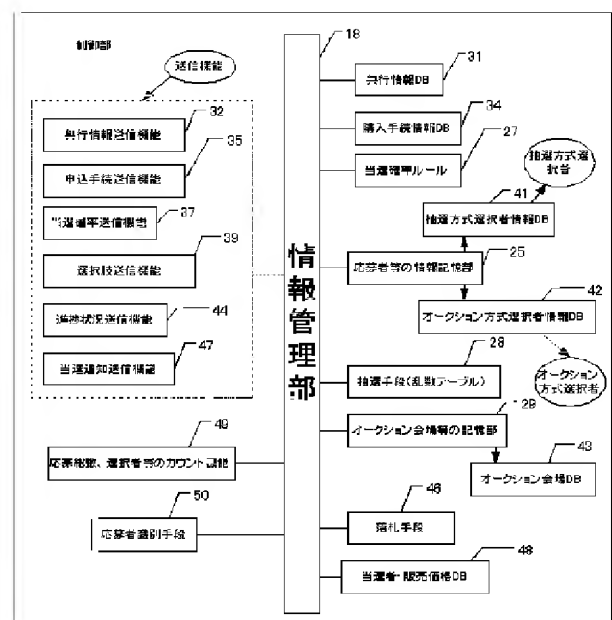 制御部
送信機能
18
興行情報DB
31
32
興行情報送信機能
購入手続情報DB
34
35
申込手続送信機能
当選確率ルール
27
抽選方式選
択者
37
当選確率送信機能
41
抽選方式選択者情報DB
39
選択肢送信機能
情報管理部
応募者等の情報記憶部
25
44
進捗状況送信機能
42
オークション方式選択者情報DB
47
当選通知送信機能
28
抽選手段(乱数テーブル)
オークション
方式選択者
29
オークション会場等の記憶部
49
応募総数、選択者等のカウント機能
43
オークション会場DB
50
応募者識別手段
46
落札手段
当選者・販売価格DB
48